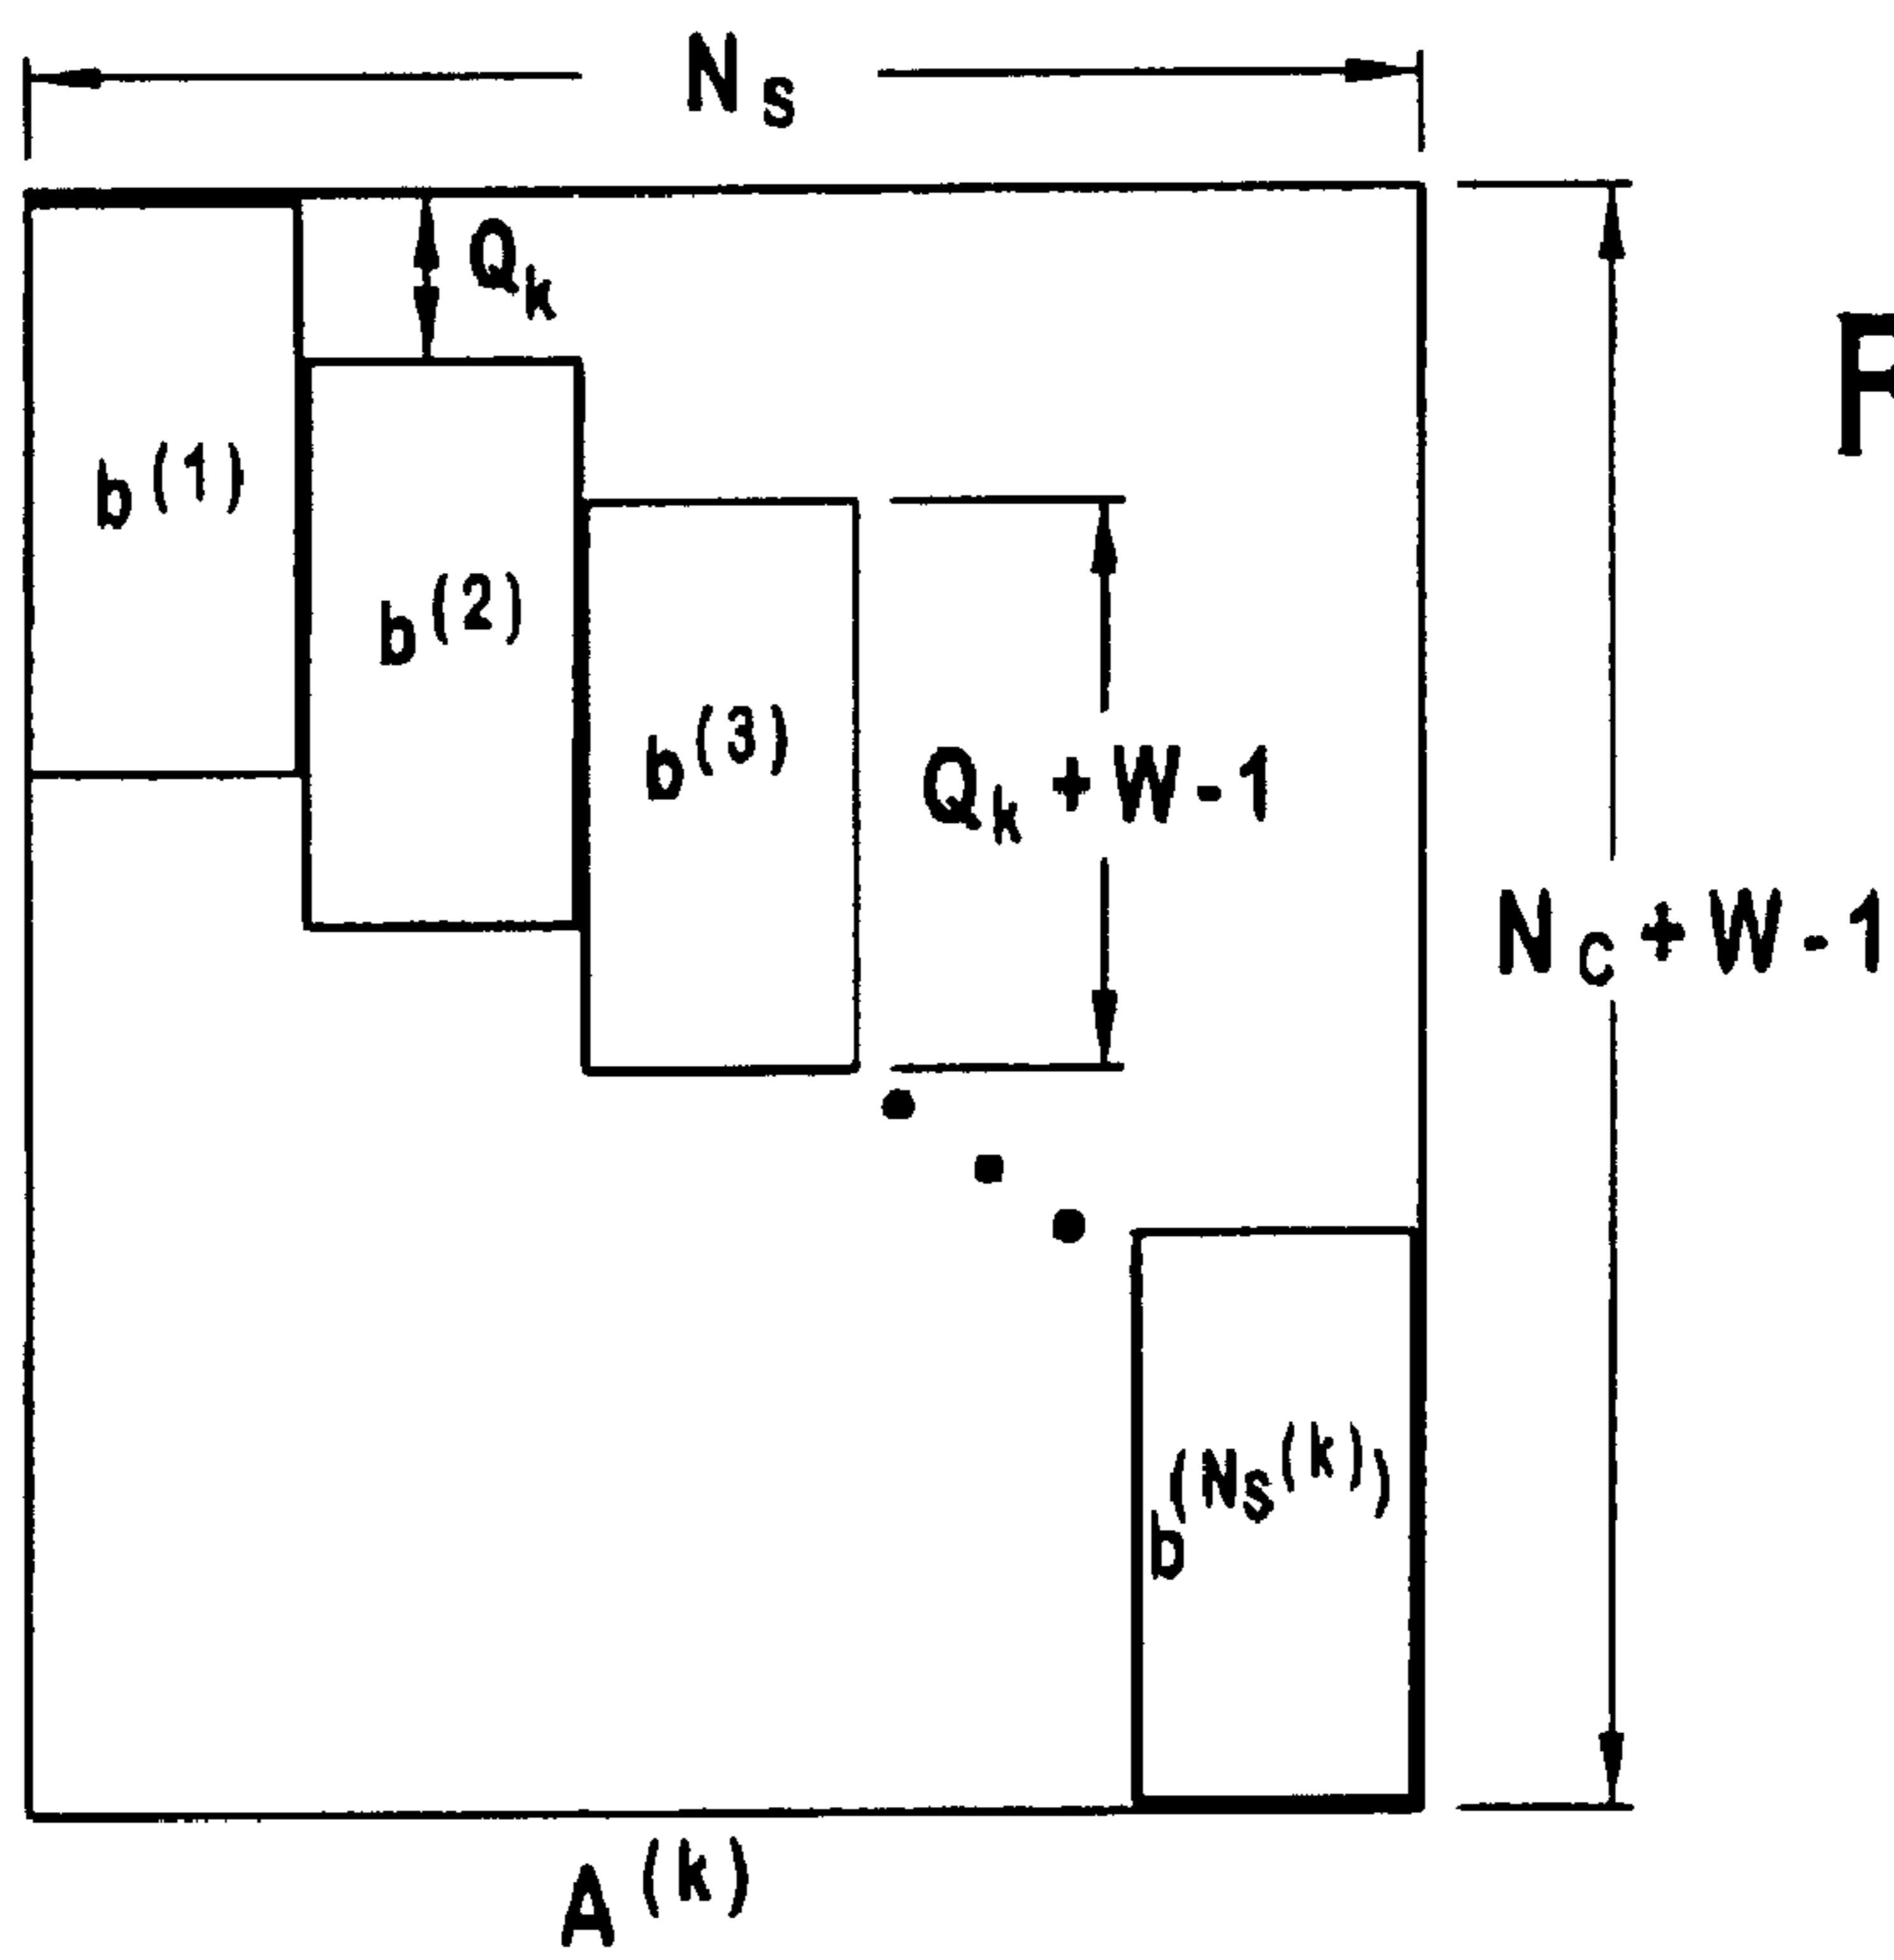 N_S
Q_k
F
b^(1)
b^(2)
b^(3)
Q_k + W-1
N_C + W-1
b^(N_S^(k))
A^(k)